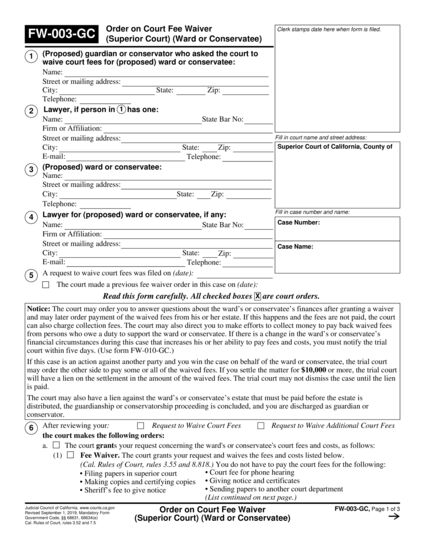 FW-003-GC
Order on Court Fee Waiver
(Superior Court) (Ward or Conservatee)
Clerk stamps date here when form is filed.
1 (Proposed) guardian or conservator who asked the court to
waive court fees for (proposed) ward or conservatee:
Name:
Street or mailing address:
City: State: Zip:
Telephone:
2 Lawyer, if person in 1 has one:
Name: State Bar No:
Firm or Affiliation:
Street or mailing address:
City: State: Zip:
E-mail: Telephone:
Fill in court name and street address:
Superior Court of California, County of
3 (Proposed) ward or conservatee:
Name:
Street or mailing address:
City: State: Zip:
Telephone:
4 Lawyer for (proposed) ward or conservatee, if any:
Name: State Bar No:
Firm or Affiliation:
Street or mailing address:
City: State: Zip:
E-mail: Telephone:
Fill in case number and name:
Case Number:
Case Name:
5 A request to waive court fees was filed on (date):
The court made a previous fee waiver order in this case on (date):
Read this form carefully. All checked boxes X are court orders.
Notice: The court may order you to answer questions about the ward's or conservatee's finances after granting a waiver
and may later order payment of the waived fees from his or her estate. If this happens and the fees are not paid, the court
can also charge collection fees. The court may also direct you to make efforts to collect money to pay back waived fees
from persons who owe a duty to support the ward or conservatee. If there is a change in the ward's or conservatee's
financial circumstances during this case that increases his or her ability to pay fees and costs, you must notify the trial
court within five days. (Use form FW-010-GC.)
If this case is an action against another party and you win the case on behalf of the ward or conservatee, the trial court
may order the other side to pay some or all of the waived fees. If you settle the matter for $10,000 or more, the trial court
will have a lien on the settlement in the amount of the waived fees. The trial court may not dismiss the case until the lien
is paid.
The court may also have a lien against the ward's or conservatee's estate that must be paid before the estate is
distributed, the guardianship or conservatorship proceeding is concluded, and you are discharged as guardian or
conservator.
6 After reviewing your: Request to Waive Court Fees Request to Waive Additional Court Fees
the court makes the following orders:
a. The court grants your request concerning the ward's or conservatee's court fees and costs, as follows:
(1) Fee Waiver. The court grants your request and waives the fees and costs listed below.
(Cal. Rules of Court, rules 3.55 and 8.818.) You do not have to pay the court fees for the following:
• Filing papers in superior court • Court fee for phone hearing
• Making copies and certifying copies • Giving notice and certificates
• Sheriff's fee to give notice • Sending papers to another court department
(List continued on next page.)
Judicial Council of California, www.courts.ca.gov
Revised September 1, 2019, Mandatory Form
Government Code, §§ 68631, 68634(e)
Cal. Rules of Court, rules 3.52 and 7.5
Order on Court Fee Waiver
(Superior Court) (Ward or Conservatee)
FW-003-GC, Page 1 of 3